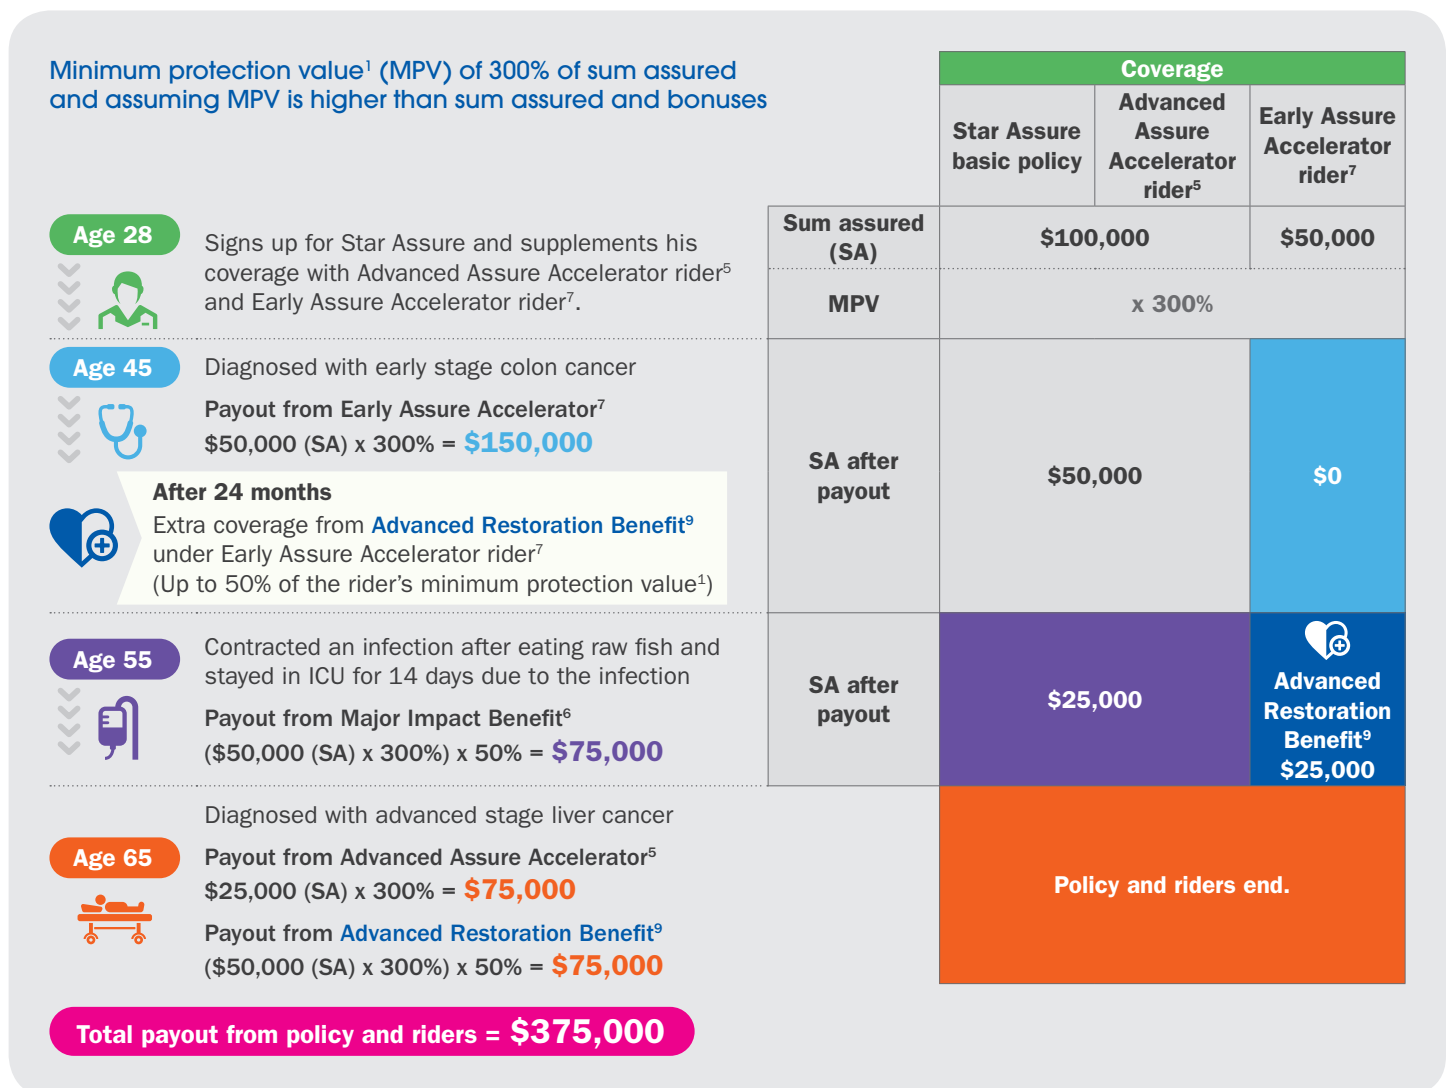 Minimum protection value¹ (MPV) of 300% of sum assured
and assuming MPV is higher than sum assured and bonuses
Coverage
Star Assure
basic policy
Advanced
Assure
Accelerator
rider⁵
Early Assure
Accelerator
rider⁷
Age 28
Signs up for Star Assure and supplements his
coverage with Advanced Assure Accelerator rider⁵
and Early Assure Accelerator rider⁷.
Sum assured
(SA)
$100,000
$50,000
MPV
x 300%
Age 45
Diagnosed with early stage colon cancer
Payout from Early Assure Accelerator⁷
$50,000 (SA) x 300% = $150,000
After 24 months
Extra coverage from Advanced Restoration Benefit⁹
under Early Assure Accelerator rider⁷
(Up to 50% of the rider's minimum protection value¹)
SA after
payout
$50,000
$0
Age 55
Contracted an infection after eating raw fish and
stayed in ICU for 14 days due to the infection
Payout from Major Impact Benefit⁶
($50,000 (SA) x 300%) x 50% = $75,000
SA after
payout
$25,000
Advanced
Restoration
Benefit⁹
$25,000
Age 65
Diagnosed with advanced stage liver cancer
Payout from Advanced Assure Accelerator⁵
$25,000 (SA) x 300% = $75,000
Payout from Advanced Restoration Benefit⁹
($50,000 (SA) x 300%) x 50% = $75,000
Policy and riders end.
Total payout from policy and riders = $375,000